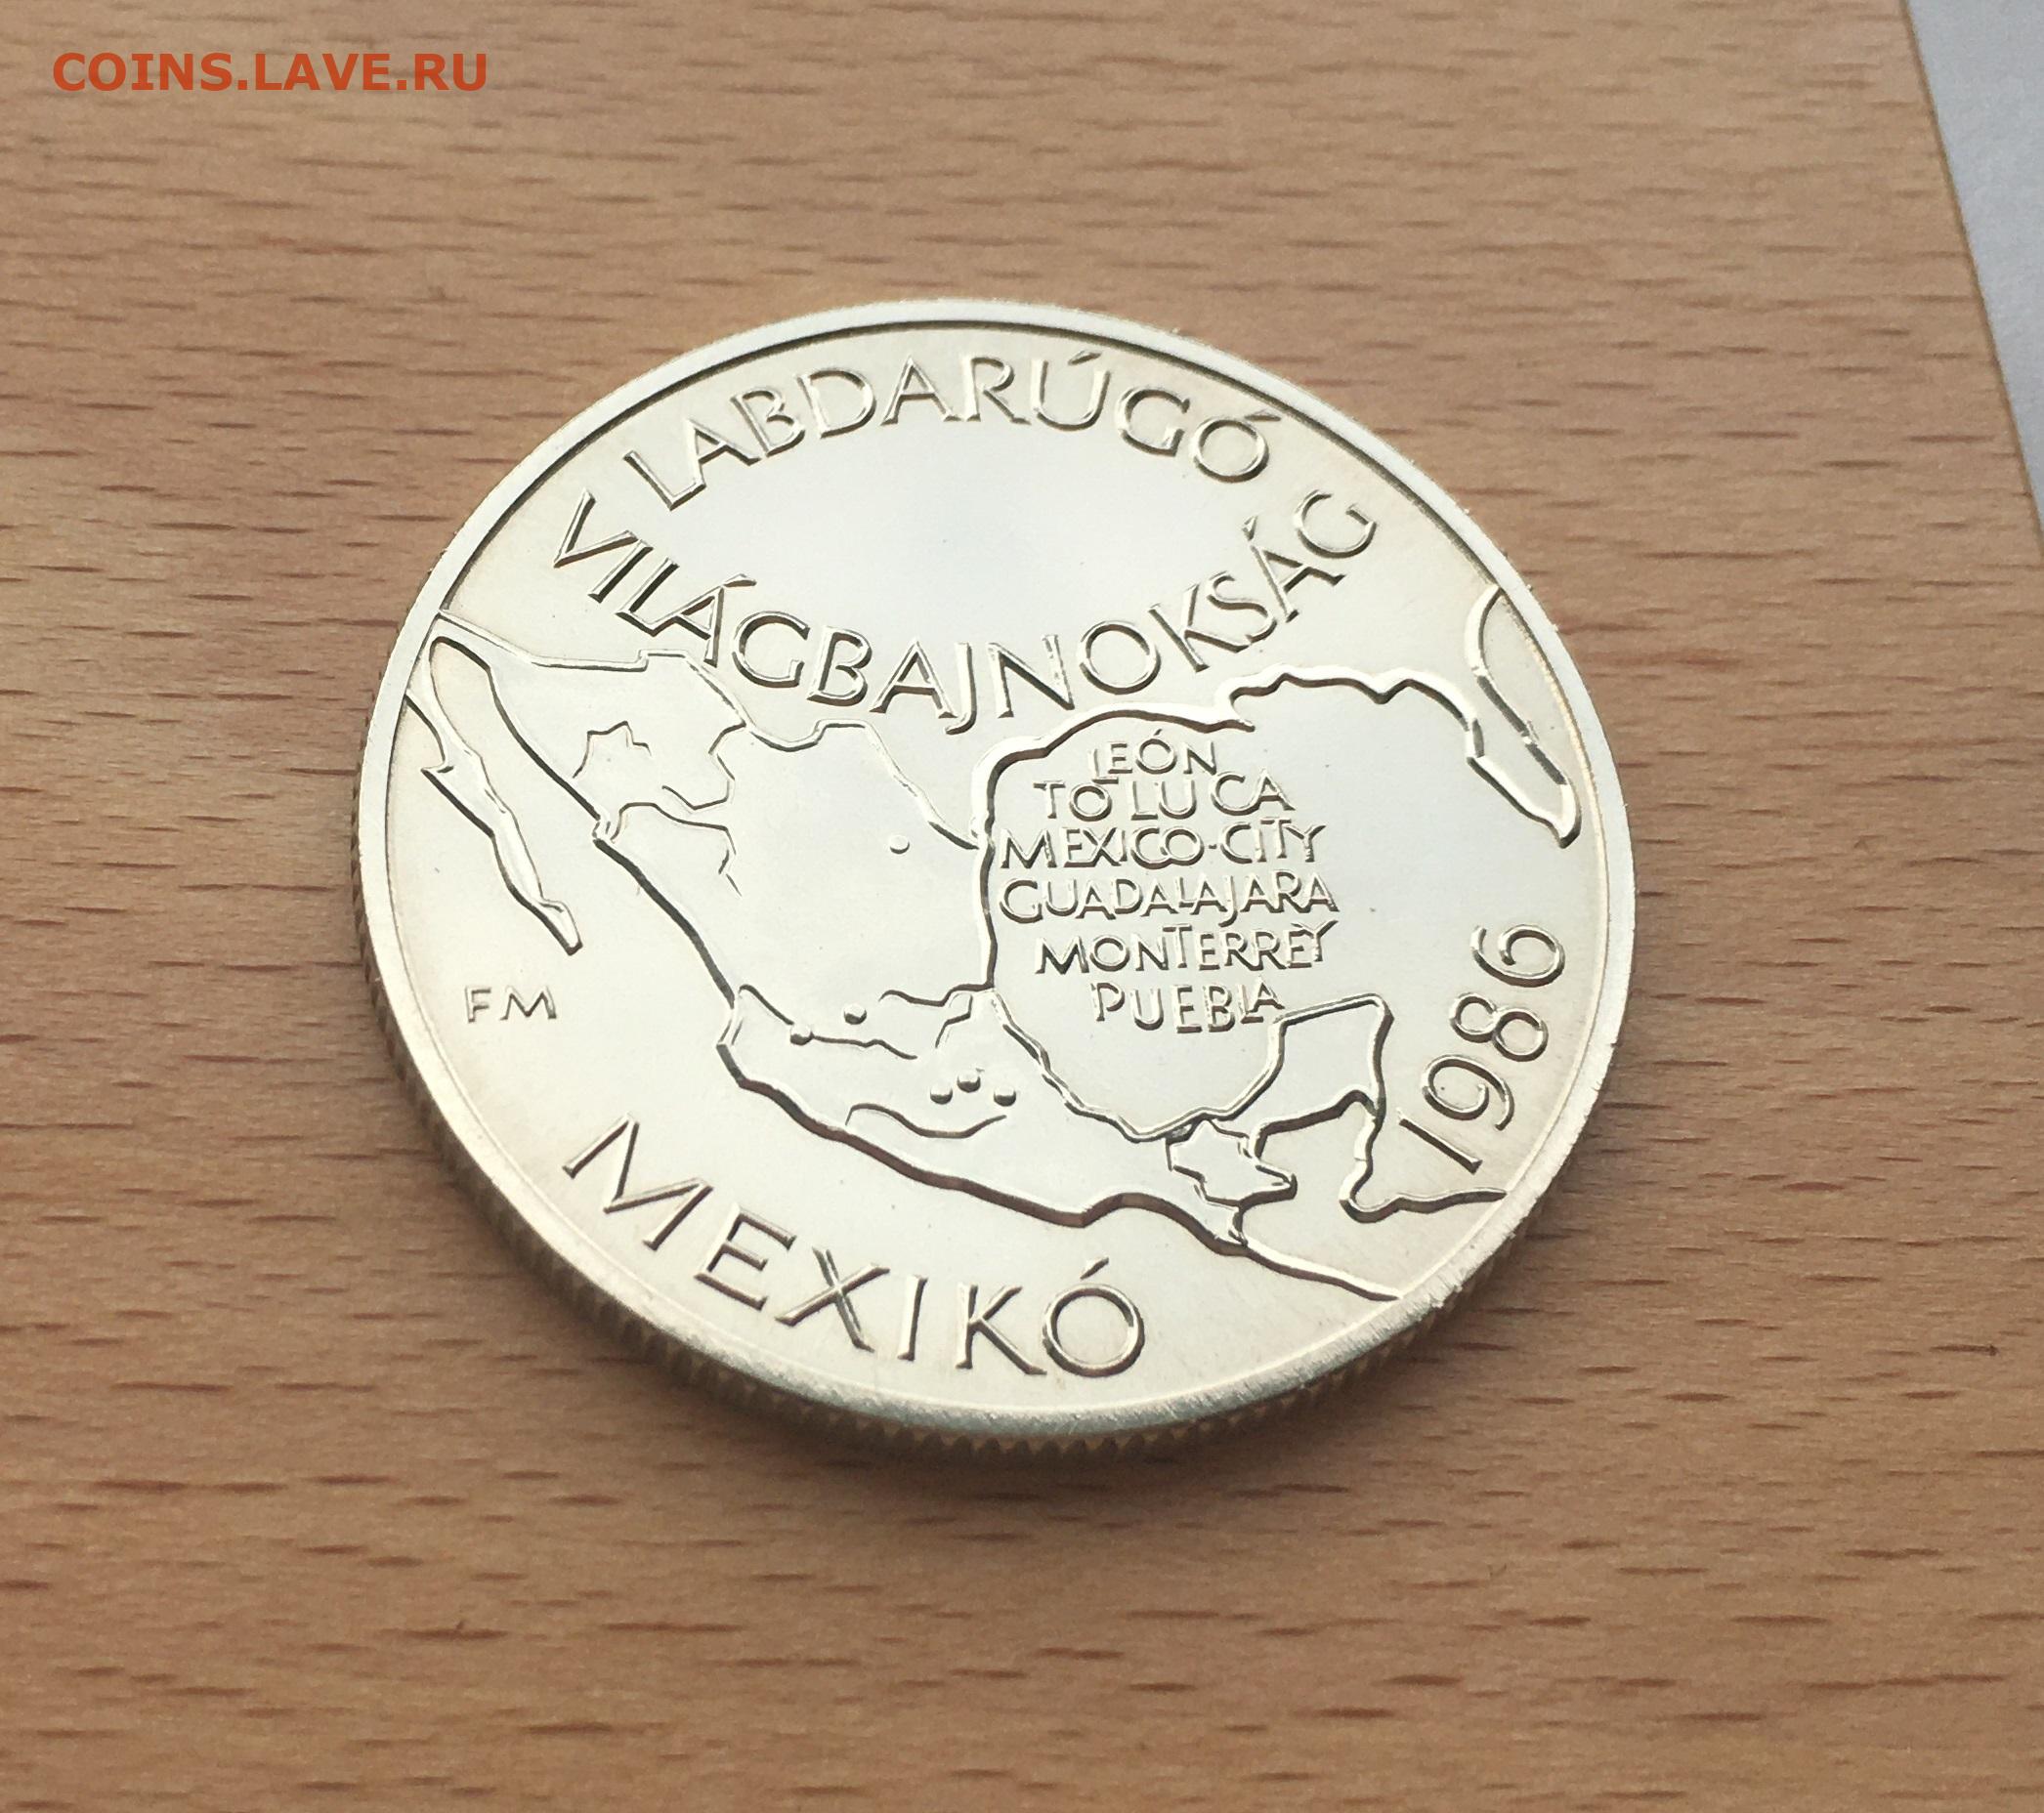 COINS.LAVE.RU
LABDARÚGÓ
VILÁGBAJNOKSÁG
LEÓN
TOLUCA
MEXICO-CITY
GUADALAJARA
MONTERREY
PUEBLA
FM
MEXIKÓ
1986